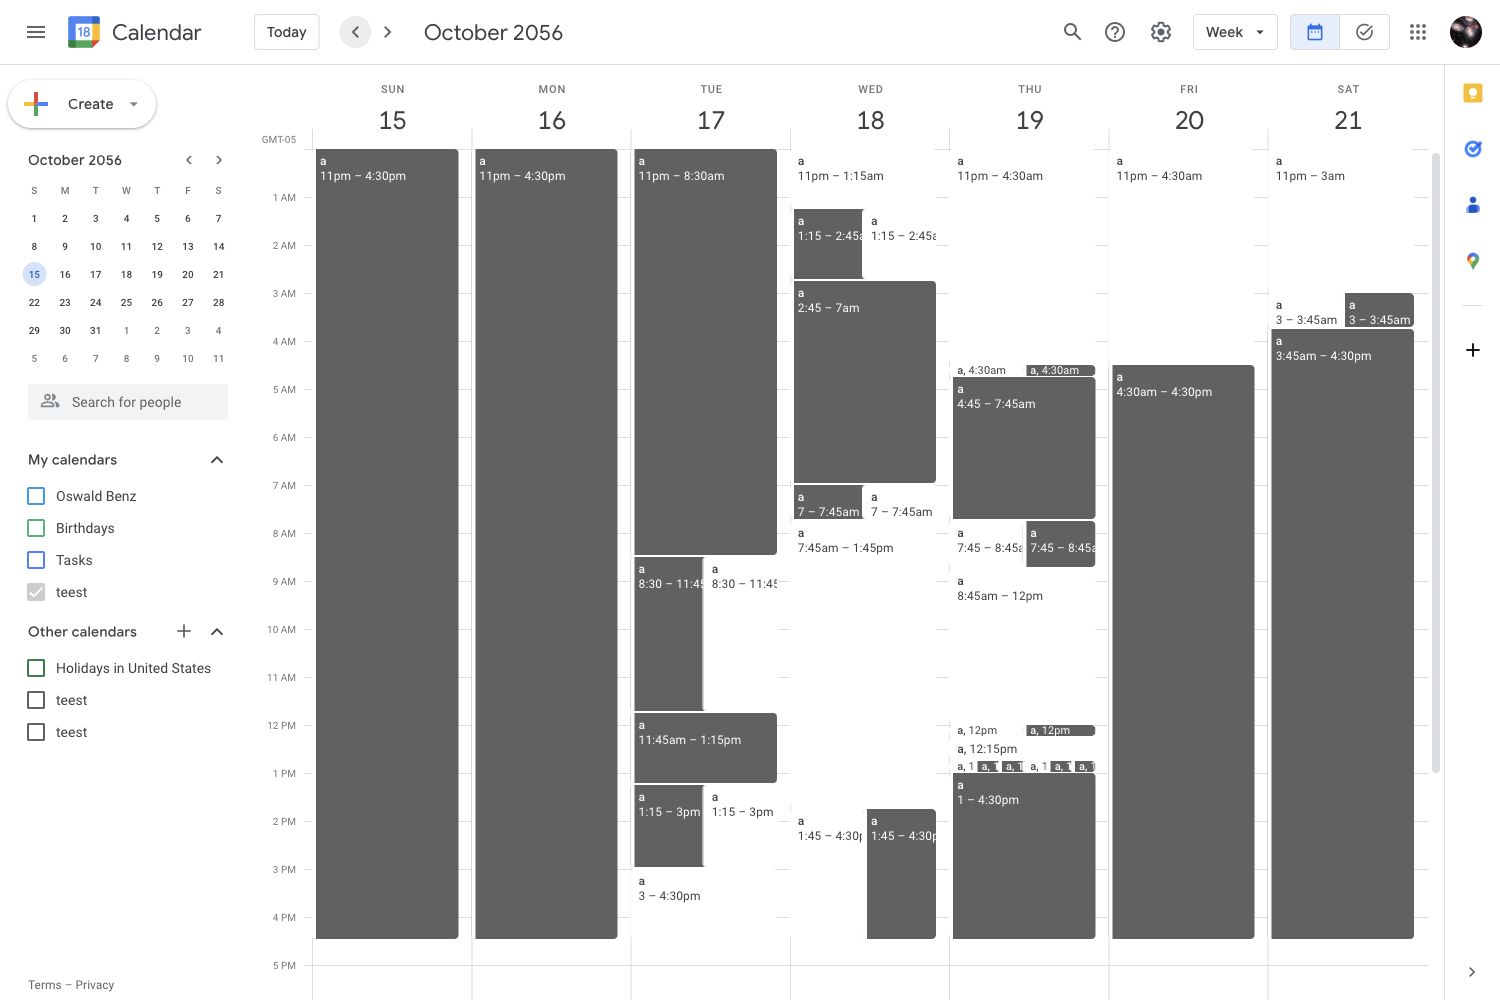 18
Calendar
Today
October 2056
Week
Create
October 2056
S M T W T F S
1 2 3 4 5 6 7
8 9 10 11 12 13 14
15 16 17 18 19 20 21
22 23 24 25 26 27 28
29 30 31 1 2 3 4
5 6 7 8 9 10 11
Search for people
My calendars
Oswald Benz
Birthdays
Tasks
teest
Other calendars
Holidays in United States
teest
teest
Terms – Privacy
GMT-05
1 AM
2 AM
3 AM
4 AM
5 AM
6 AM
7 AM
8 AM
9 AM
10 AM
11 AM
12 PM
1 PM
2 PM
3 PM
4 PM
5 PM
SUN
15
a
11pm – 4:30pm
MON
16
a
11pm – 4:30pm
TUE
17
a
11pm – 8:30am
a
8:30 – 11:45
a
8:30 – 11:45
a
11:45am – 1:15pm
a
1:15 – 3pm
a
1:15 – 3pm
a
3 – 4:30pm
WED
18
a
11pm – 1:15am
a
1:15 – 2:45a
a
1:15 – 2:45a
a
2:45 – 7am
a
7 – 7:45am
a
7 – 7:45am
a
7:45am – 1:45pm
a
1:45 – 4:30p
a
1:45 – 4:30p
THU
19
a
11pm – 4:30am
a, 4:30am
a, 4:30am
a
4:45 – 7:45am
a
7:45 – 8:45a
a
7:45 – 8:45a
a
8:45am – 12pm
a, 12pm
a, 12pm
a, 12:15pm
a, 1
a, 1
a, 1
a, 1
a, 1
a, 1
a
1 – 4:30pm
FRI
20
a
11pm – 4:30am
a
4:30am – 4:30pm
SAT
21
a
11pm – 3am
a
3 – 3:45am
a
3 – 3:45am
a
3:45am – 4:30pm